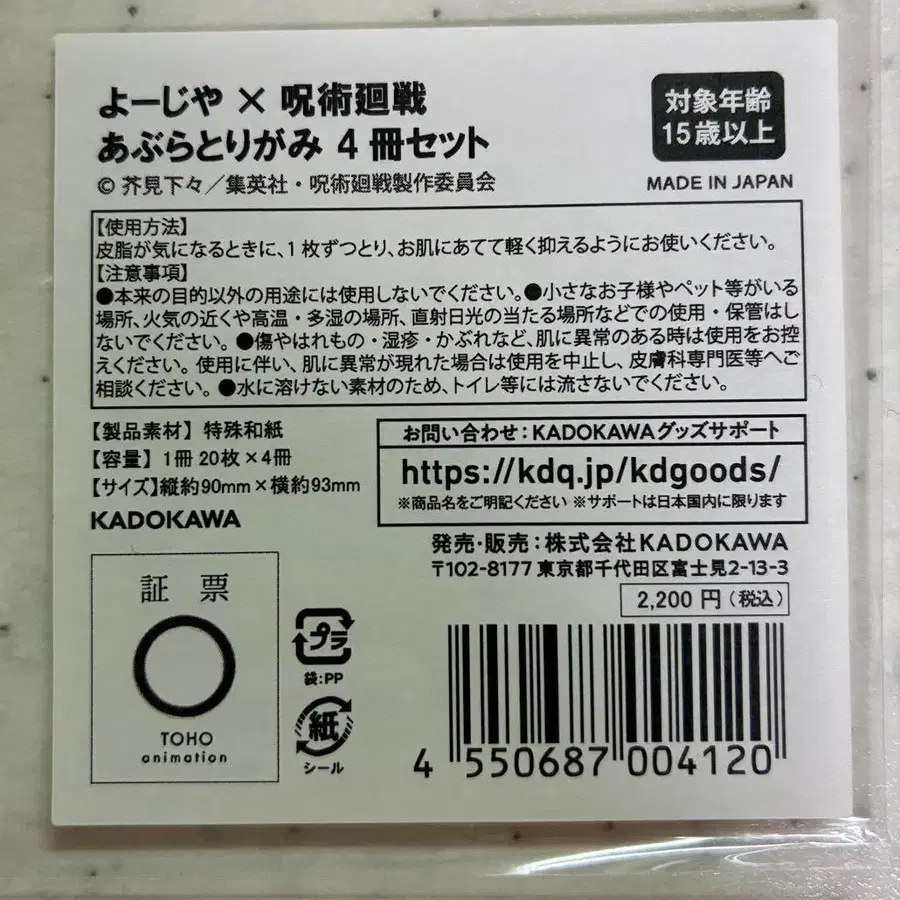 よーじや × 呪術廻戦
あぶらとりがみ 4冊セット
© 芥見下々／集英社・呪術廻戦製作委員会
対象年齢
15歳以上
MADE IN JAPAN
【使用方法】
皮脂が気になるときに、1枚ずつとり、お肌にあてて軽く抑えるようにお使いください。
【注意事項】
●本来の目的以外の用途には使用しないでください。●小さなお子様やペット等がいる
場所、火気の近くや高温・多湿の場所、直射日光の当たる場所などでの使用・保管はし
ないでください。●傷やはれもの・湿疹・かぶれなど、肌に異常のある時は使用をお控
えください。使用に伴い、肌に異常が現れた場合は使用を中止し、皮膚科専門医等へご
相談ください。●水に溶けない素材のため、トイレ等には流さないでください。
【製品素材】特殊和紙
【容量】1冊 20枚×4冊
【サイズ】縦約90mm×横約93mm
KADOKAWA
お問い合わせ：KADOKAWAグッズサポート
https://kdq.jp/kdgoods/
※商品名をご明記ください ※サポートは日本国内に限ります
発売・販売：株式会社KADOKAWA
〒102-8177 東京都千代田区富士見2-13-3
2,200円（税込）
証票
TOHO
animation
プラ
袋:PP
紙
シール
4 550687 004120